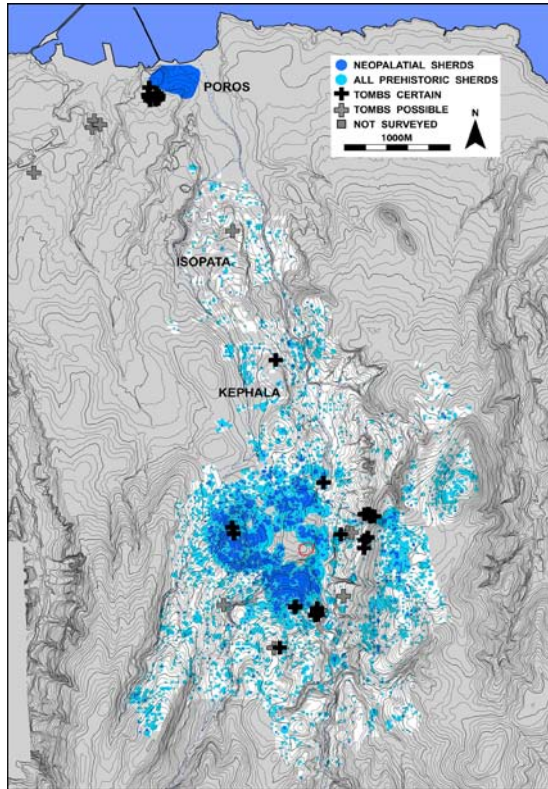 POROS
NEOPALATIAL SHERDS
ALL PREHISTORIC SHERDS
TOMBS CERTAIN
TOMBS POSSIBLE
NOT SURVEYED
N
1000M
ISOPATA
KEPHALA